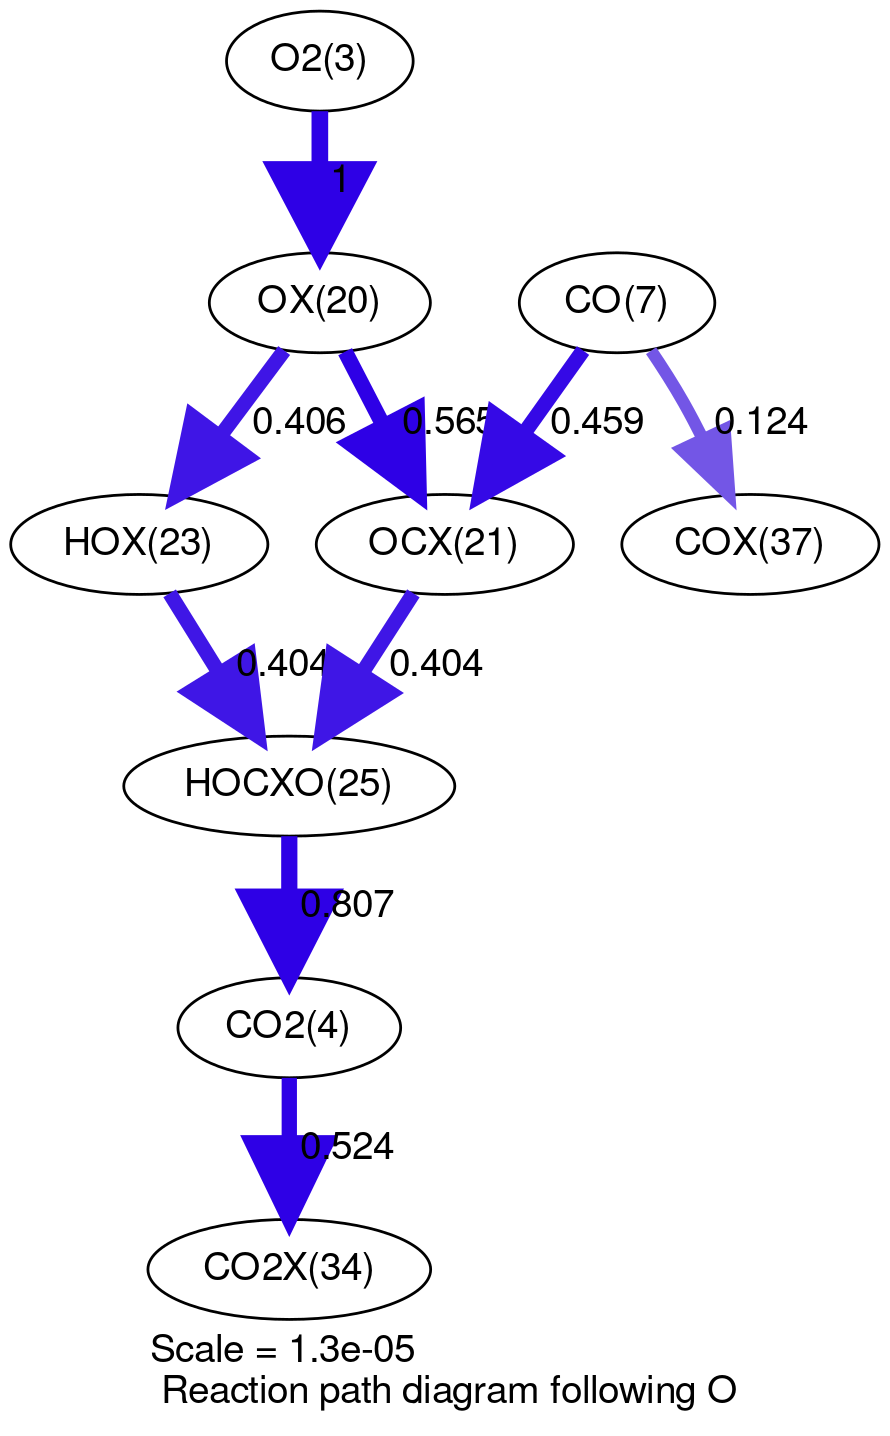 O2(3)
1
OX(20)
CO(7)
0.406
0.565
0.459
0.124
HOX(23)
OCX(21)
COX(37)
0.404
0.404
HOCXO(25)
0.807
CO2(4)
0.524
CO2X(34)
Scale = 1.3e-05
Reaction path diagram following O